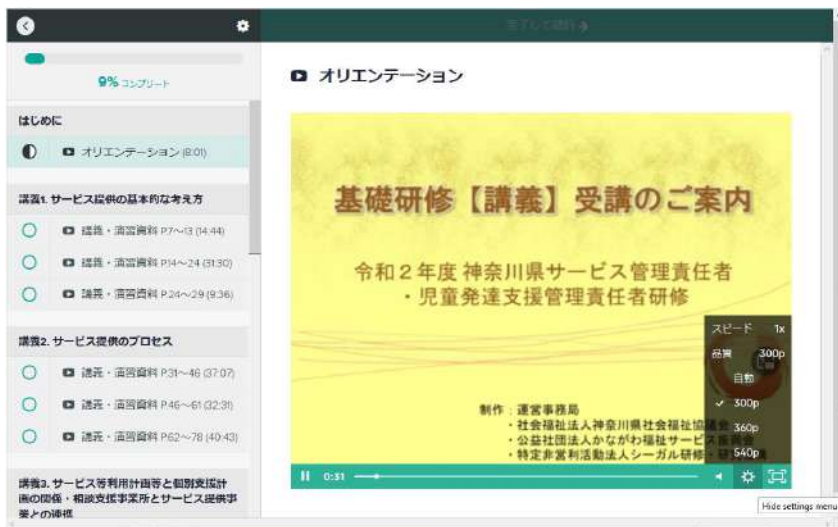 完了して続行 →
9% コンプリート
はじめに
オリエンテーション (8:01)
講義1. サービス提供の基本的な考え方
講義・演習資料 P.7～13 (14:44)
講義・演習資料 P.14～24 (31:30)
講義・演習資料 P.24～29 (9:36)
講義2. サービス提供のプロセス
講義・演習資料 P.31～46 (37:07)
講義・演習資料 P.46～61 (32:31)
講義・演習資料 P.62～78 (40:43)
講義3. サービス等利用計画等と個別支援計
画の関係・相談支援事業所とサービス提供事
業との連携
オリエンテーション
基礎研修【講義】受講のご案内
令和２年度 神奈川県サービス管理責任者
・児童発達支援管理責任者研修
制作：運営事務局
・社会福祉法人神奈川県社会福祉協
・公益社団法人かながわ福祉サービス
・特定非営利活動法人シーガル研修・
スピード 1x
品質 300p
自動
✓ 300p
360p
540p
0:31
Hide settings menu